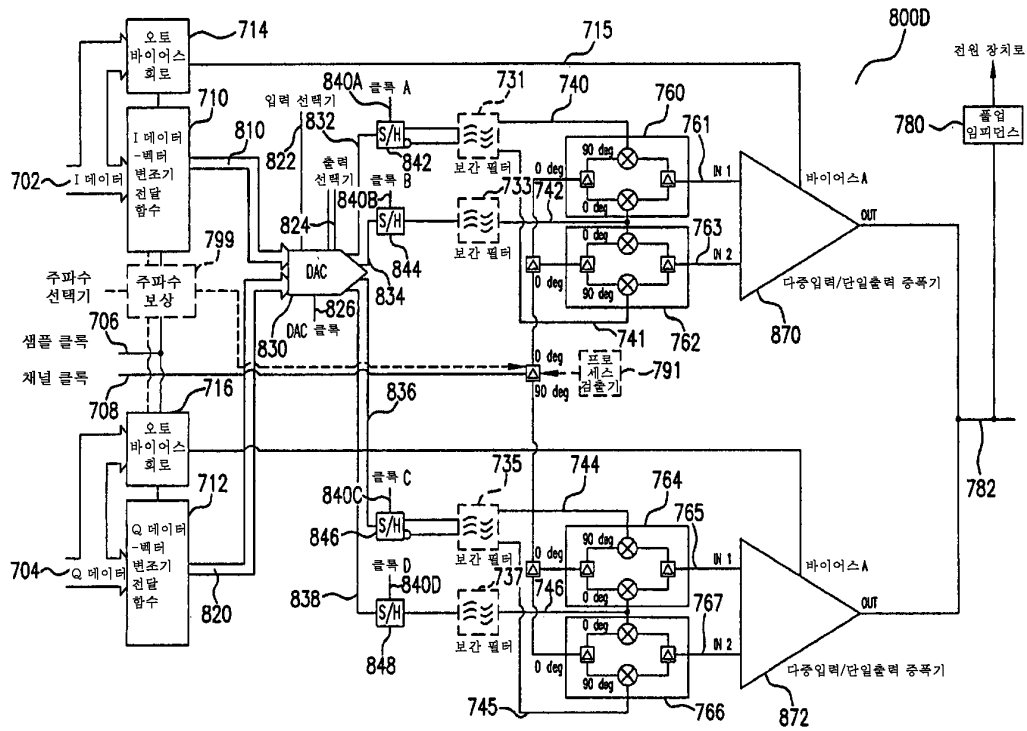 800D
714
오토
바이어스
회로
715
전원 장치로
780
풀업
임피던스
710
I 데이터
-벡터
변조기
전달
함수
702
I 데이터
810
입력 선택기
822
832
840A
클록 A
S/H
842
731
보간 필터
740
760
90 deg
0 deg
0 deg
761
IN 1
바이어스A
OUT
출력
선택기
824
클록 B
840B
S/H
844
733
보간 필터
742
0 deg
763
0 deg
90 deg
IN 2
762
741
다중입력/단일출력 증폭기
870
799
주파수
선택기
주파수
보상
DAC
830
DAC 클록
826
834
706
샘플 클록
채널 클록
708
0 deg
90 deg
프로
세스
검출기
791
836
782
716
오토
바이어스
회로
712
Q 데이터
-벡터
변조기
전달
함수
704
Q 데이터
820
클록 C
840C
S/H
846
735
보간 필터
744
764
90 deg
0 deg
0 deg
765
IN 1
바이어스A
OUT
838
클록 D
840D
S/H
848
737
보간 필터
746
0 deg
767
0 deg
90 deg
IN 2
745
766
다중입력/단일출력 증폭기
872